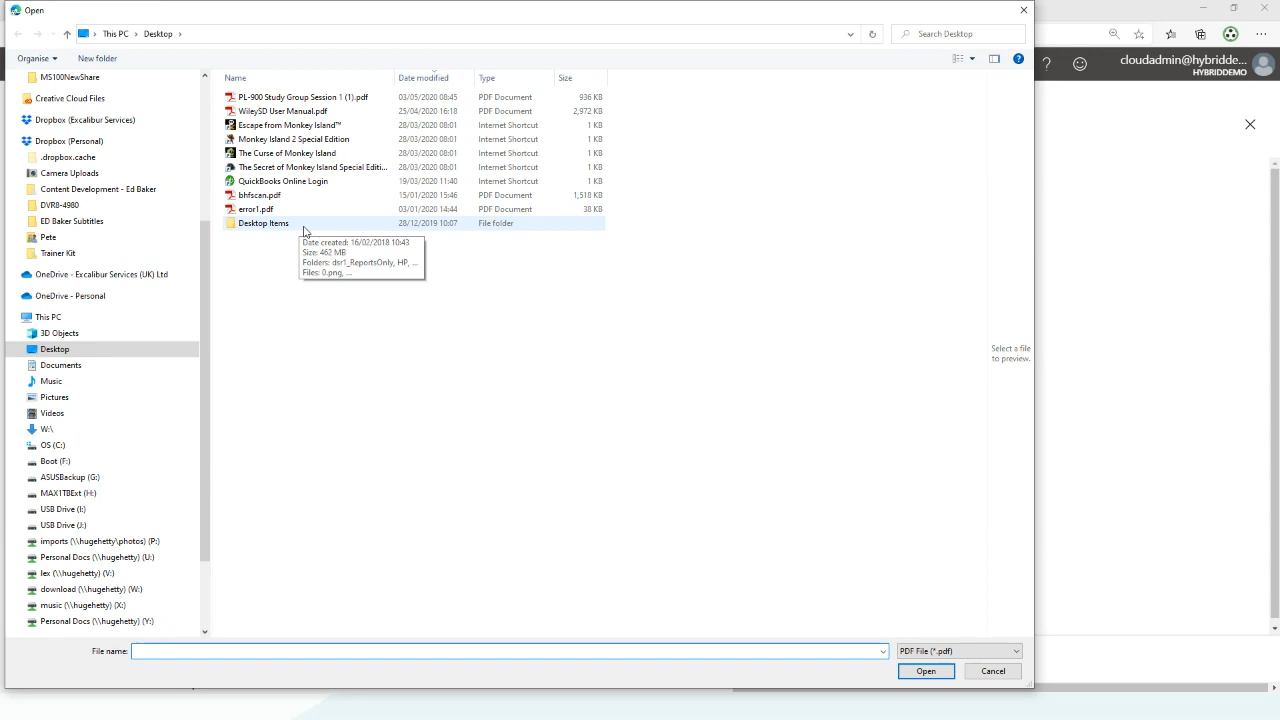 Open
This PC
Desktop
Search Desktop
Organise
New folder
cloudadmin@hybridde...
HYBRIDDEMO
MS100NewShare
Creative Cloud Files
Dropbox (Excalibur Services)
Dropbox (Personal)
.dropbox.cache
Camera Uploads
Content Development - Ed Baker
DVR8-4980
ED Baker Subtitles
Pete
Trainer Kit
OneDrive - Excalibur Services (UK) Ltd
OneDrive - Personal
This PC
3D Objects
Desktop
Documents
Music
Pictures
Videos
W:\
OS (C:)
Boot (F:)
ASUSBackup (G:)
MAX1TBExt (H:)
USB Drive (I:)
USB Drive (J:)
imports (\\hugehetty\photos) (P:)
Personal Docs (\\hugehetty) (U:)
lex (\\hugehetty) (V:)
download (\\hugehetty) (W:)
music (\\hugehetty) (X:)
Personal Docs (\\hugehetty) (Y:)
Name Date modified Type Size
PL-900 Study Group Session 1 (1).pdf 03/05/2020 08:45 PDF Document 936 KB
WileySD User Manual.pdf 25/04/2020 16:18 PDF Document 2,972 KB
Escape from Monkey Island™ 28/03/2020 08:01 Internet Shortcut 1 KB
Monkey Island 2 Special Edition 28/03/2020 08:01 Internet Shortcut 1 KB
The Curse of Monkey Island 28/03/2020 08:01 Internet Shortcut 1 KB
The Secret of Monkey Island Special Editi... 28/03/2020 08:01 Internet Shortcut 1 KB
QuickBooks Online Login 19/03/2020 11:40 Internet Shortcut 1 KB
bhfscan.pdf 15/01/2020 15:46 PDF Document 1,518 KB
error1.pdf 03/01/2020 14:44 PDF Document 38 KB
Desktop Items 28/12/2019 10:07 File folder
Date created: 16/02/2018 10:43
Size: 462 MB
Folders: dsr1_ReportsOnly, HP, ...
Files: 0.png, ...
Select a file
to preview.
File name:
PDF File (*.pdf)
Open
Cancel